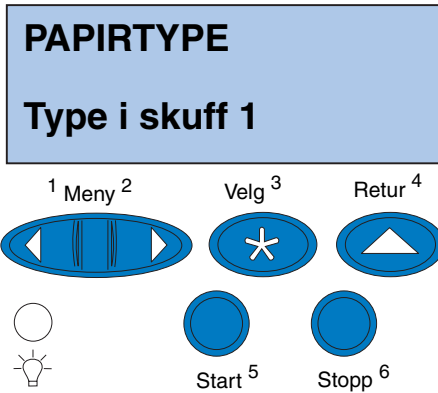 PAPIRTYPE
Type i skuff 1
1 Meny 2 Velg 3 Retur 4
Start 5 Stopp 6